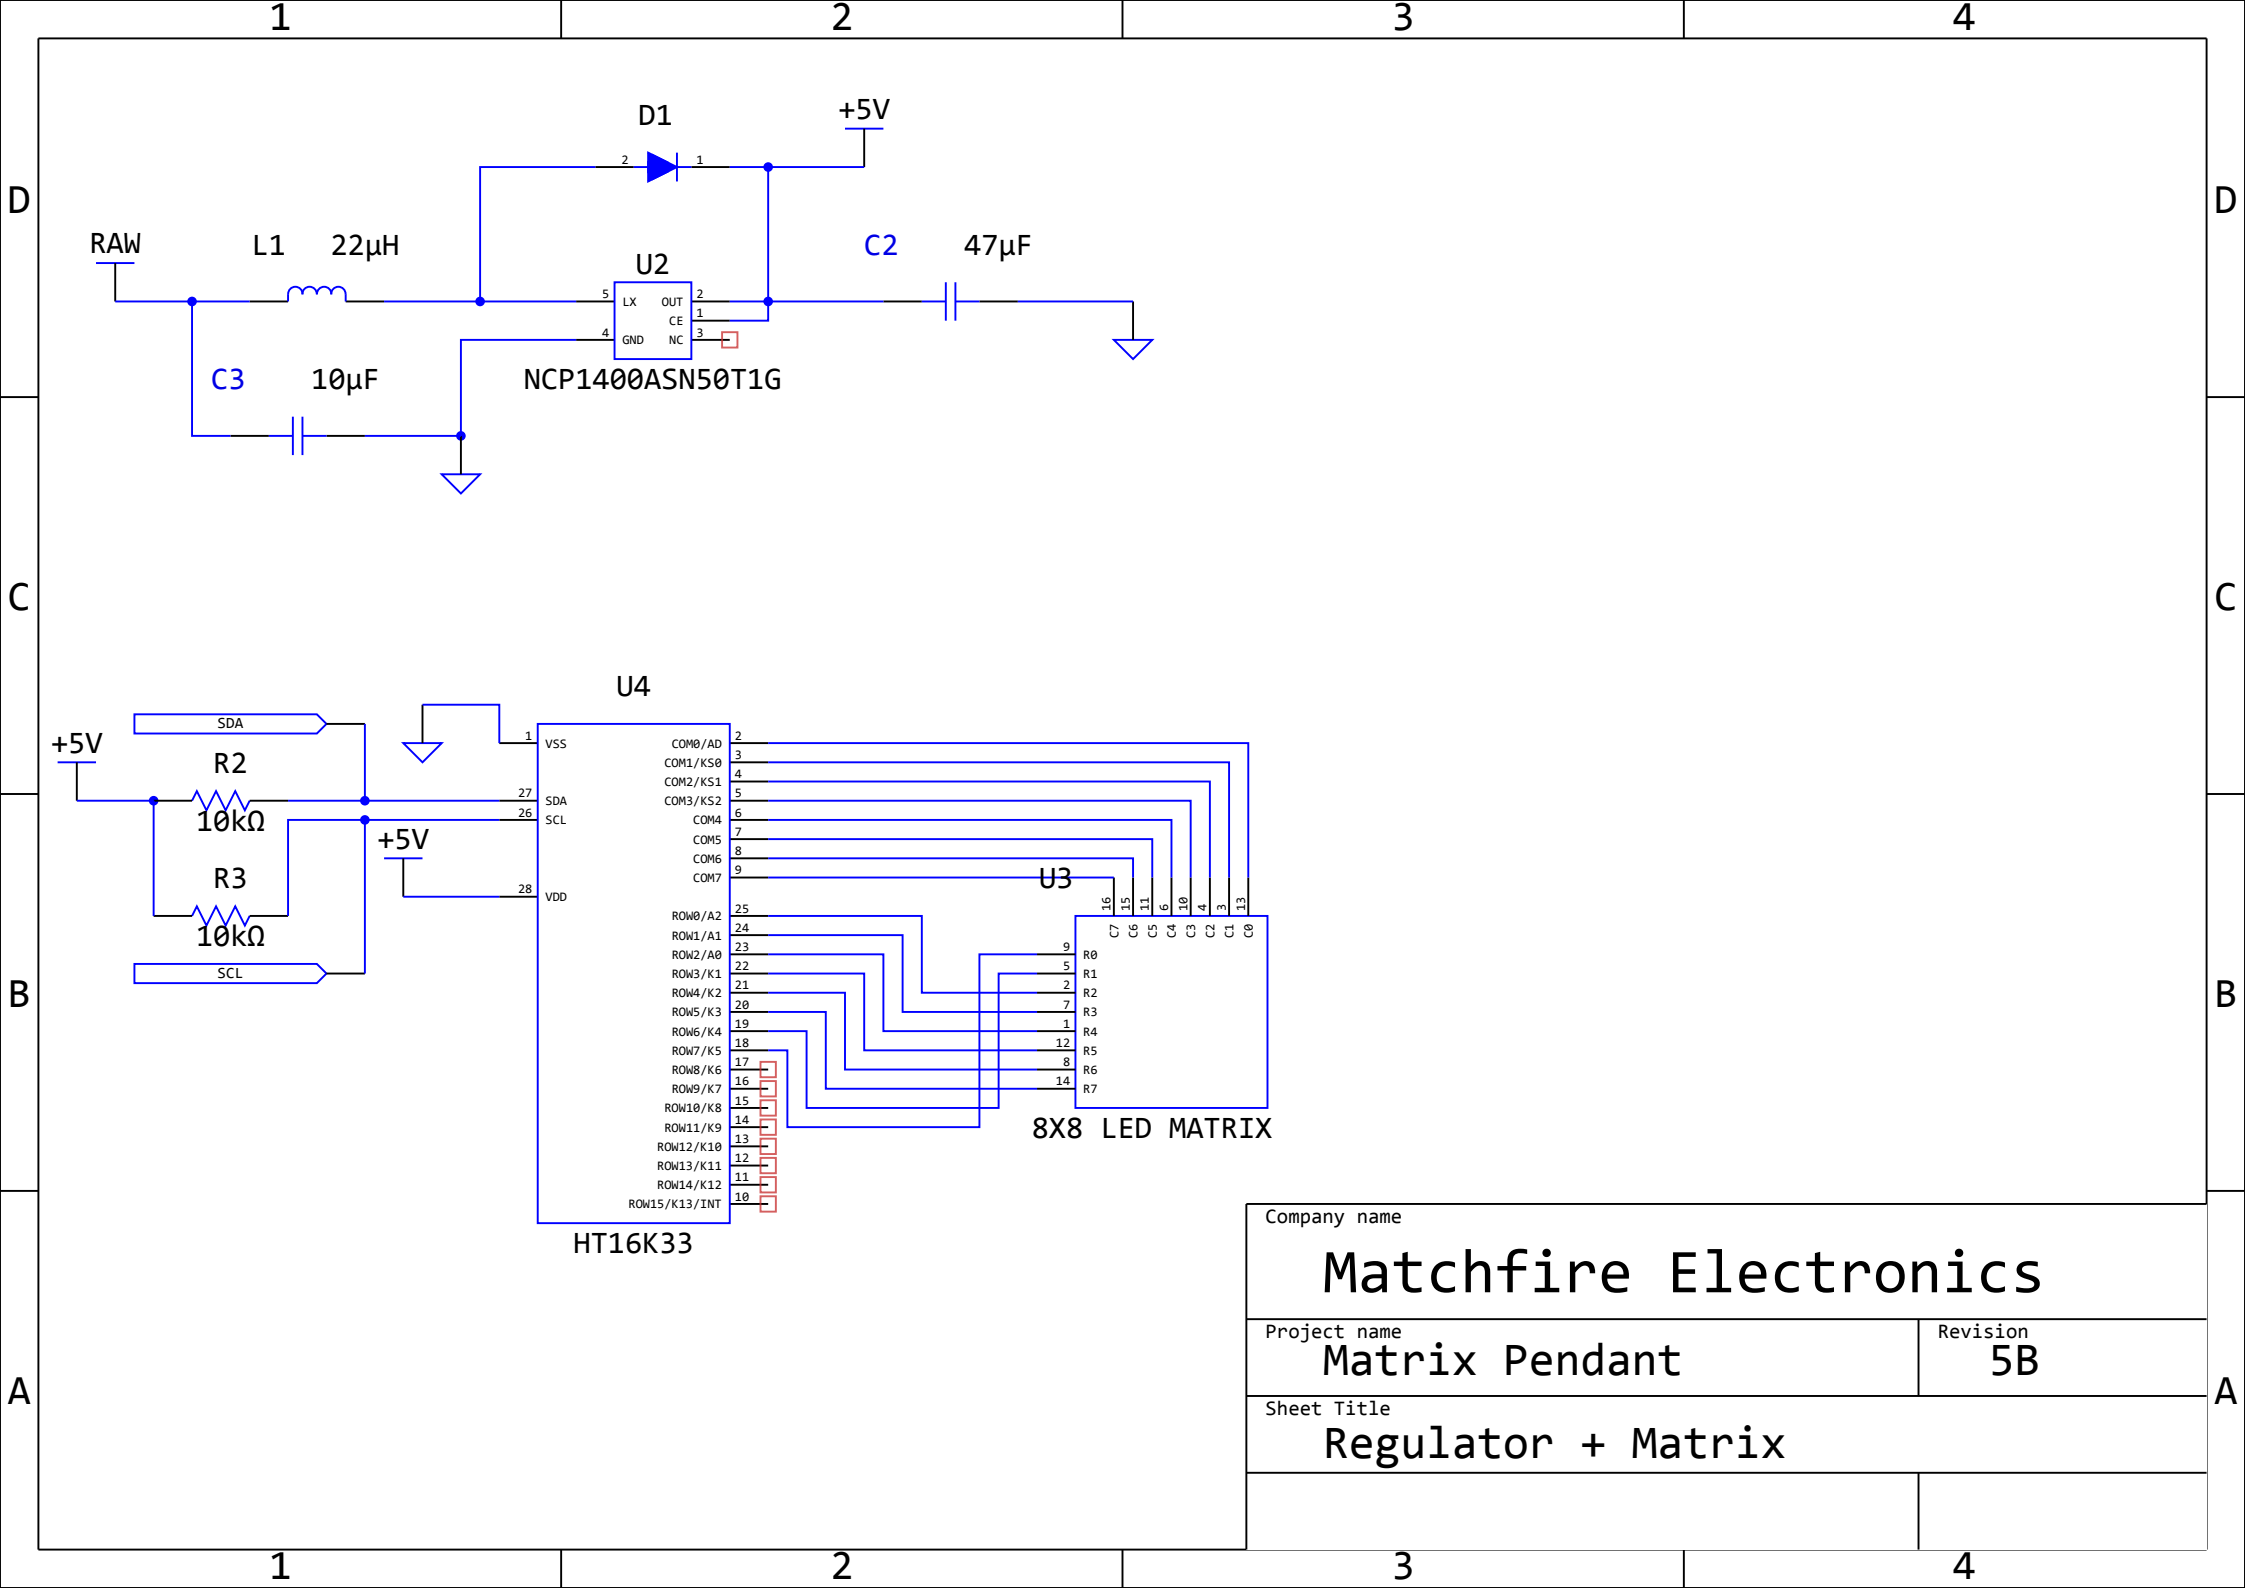 1 2 3 4
D D
C C
B B
A A
D1
+5V
2 1
RAW
L1 22µH
U2
C2 47µF
5 LX OUT 2
CE 1
4 GND NC 3
NCP1400ASN50T1G
C3 10µF
U4
SDA
+5V
R2
10kΩ
R3
10kΩ
SCL
+5V
1 VSS
27 SDA
26 SCL
28 VDD
COM0/AD 2
COM1/KS0 3
COM2/KS1 4
COM3/KS2 5
COM4 6
COM5 7
COM6 8
COM7 9
ROW0/A2 25
ROW1/A1 24
ROW2/A0 23
ROW3/K1 22
ROW4/K2 21
ROW5/K3 20
ROW6/K4 19
ROW7/K5 18
ROW8/K6 17
ROW9/K7 16
ROW10/K8 15
ROW11/K9 14
ROW12/K10 13
ROW13/K11 12
ROW14/K12 11
ROW15/K13/INT 10
HT16K33
U3
16 15 11 6 10 4 3 13
C7 C6 C5 C4 C3 C2 C1 C0
9 R0
5 R1
2 R2
7 R3
1 R4
12 R5
8 R6
14 R7
8X8 LED MATRIX
Company name
Matchfire Electronics
Project name
Matrix Pendant
Revision
5B
Sheet Title
Regulator + Matrix
1 2 3 4